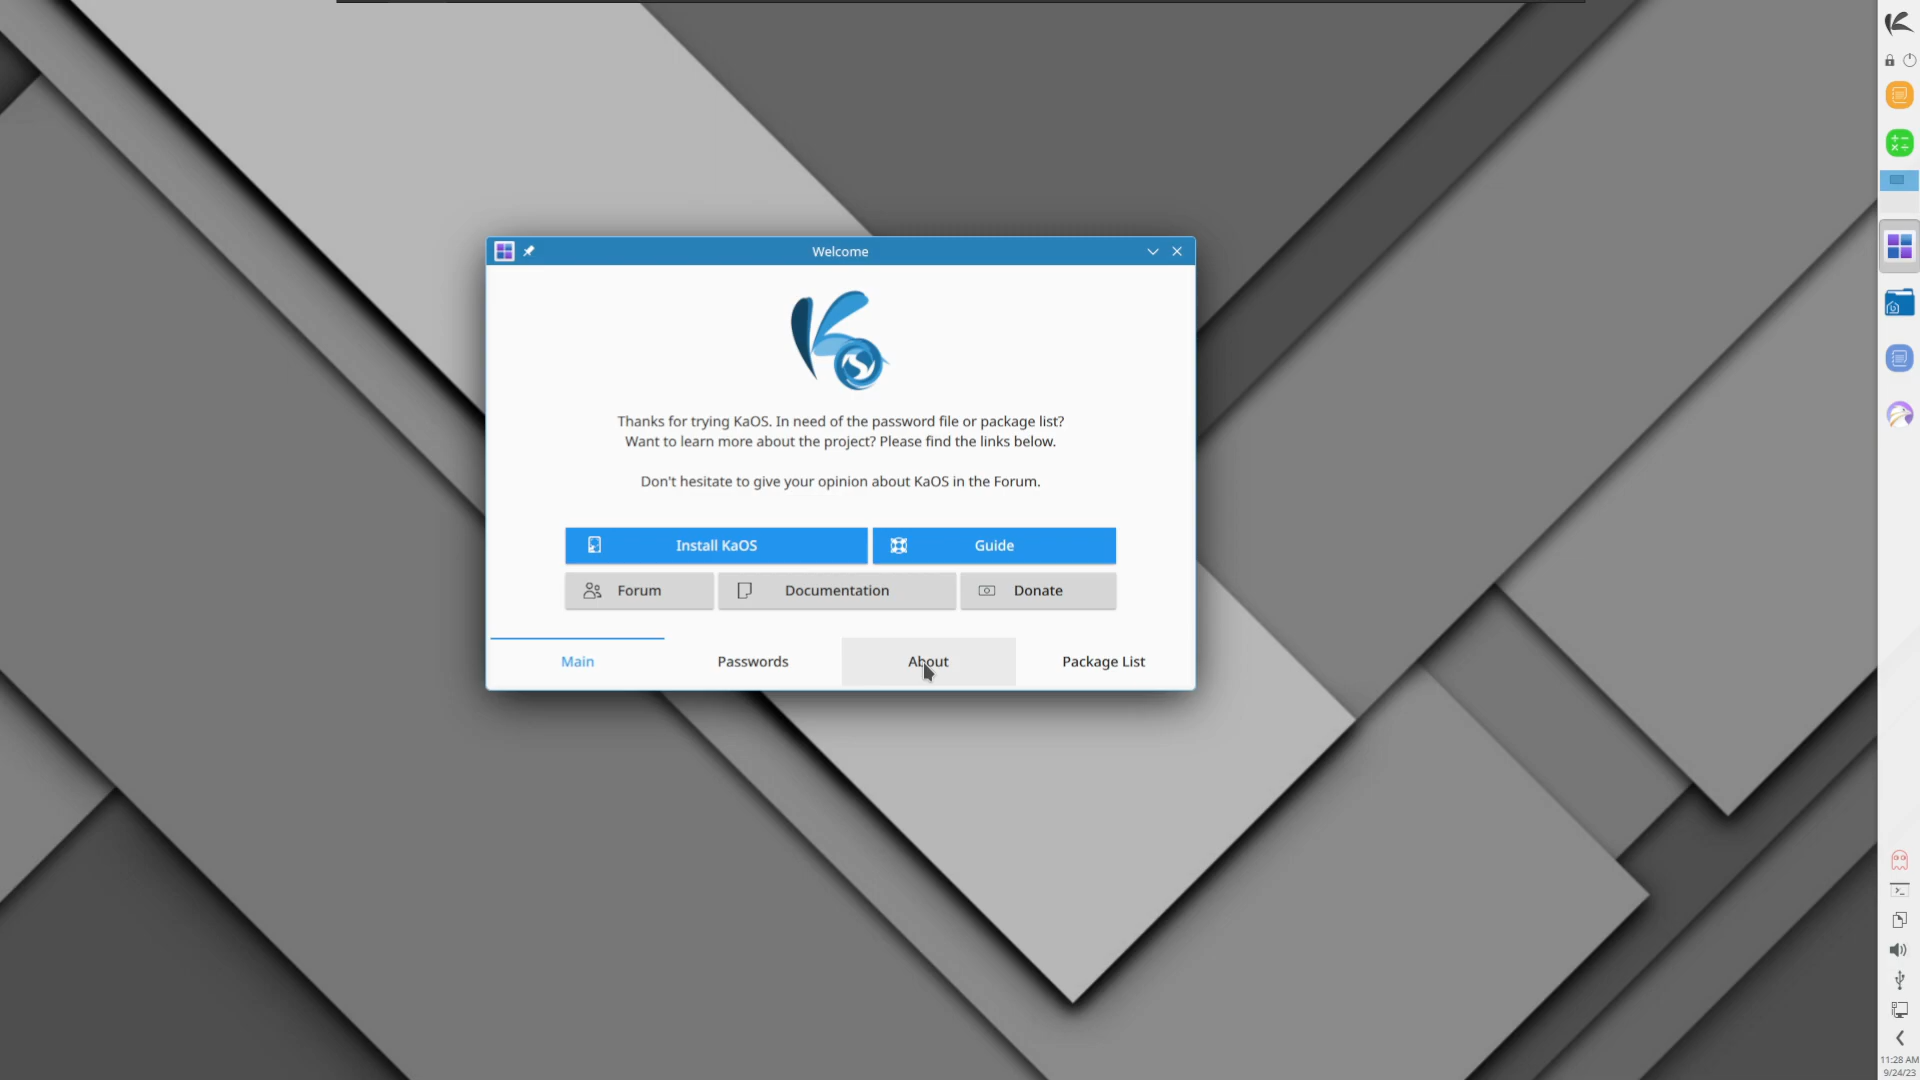 Welcome
Thanks for trying KaOS. In need of the password file or package list?
Want to learn more about the project? Please find the links below.
Don't hesitate to give your opinion about KaOS in the Forum.
Install KaOS
Guide
Forum
Documentation
Donate
Main
Passwords
About
Package List
11:28 AM
9/24/23